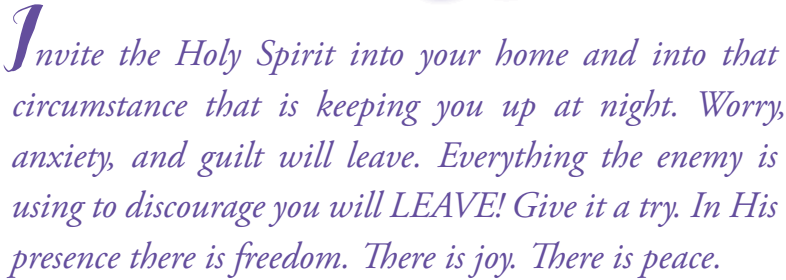 Invite the Holy Spirit into your home and into that
circumstance that is keeping you up at night. Worry,
anxiety, and guilt will leave. Everything the enemy is
using to discourage you will LEAVE! Give it a try. In His
presence there is freedom. There is joy. There is peace.